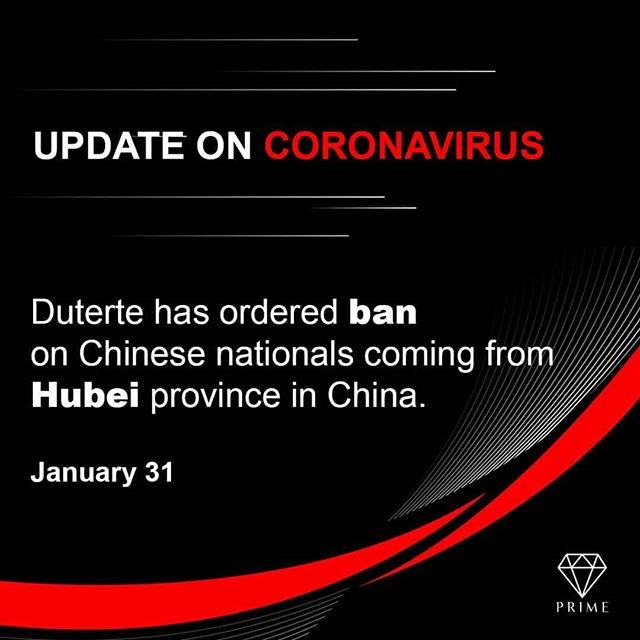 UPDATE ON CORONAVIRUS
Duterte has ordered ban
on Chinese nationals coming from
Hubei province in China.
January 31
PRIME